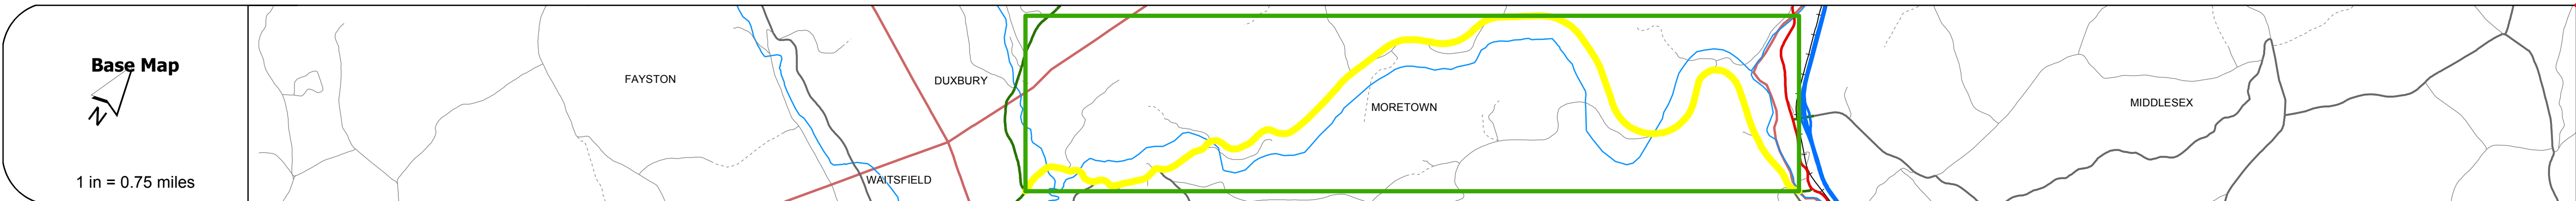 Base Map
N
1 in = 0.75 miles
FAYSTON
DUXBURY
WAITSFIELD
MORETOWN
MIDDLESEX